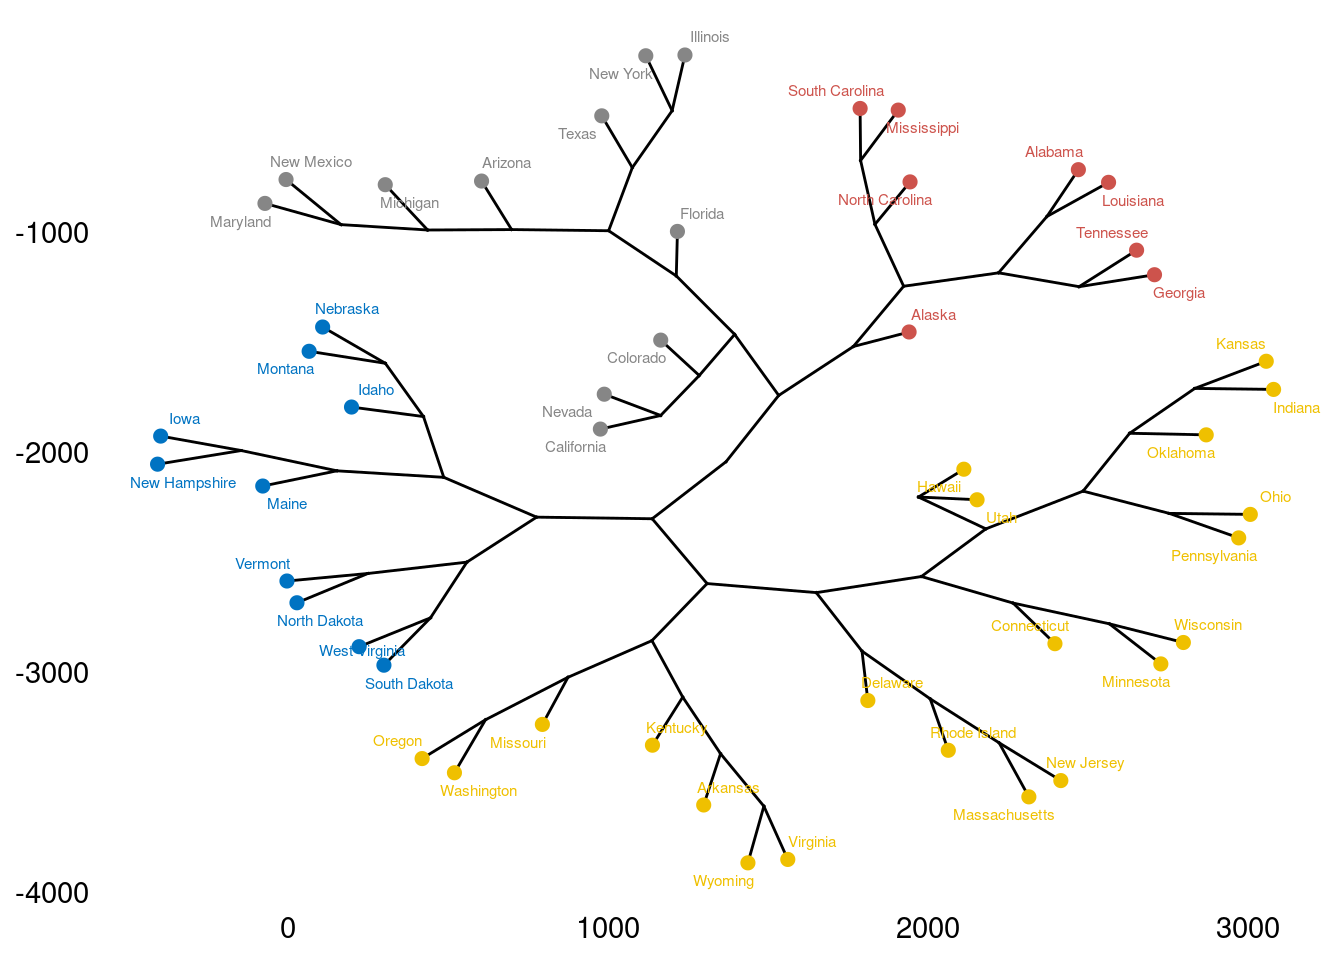 Illinois
New York
South Carolina
Mississippi
Texas
Alabama
New Mexico
Arizona
Michigan
North Carolina
Louisiana
Maryland
Florida
-1000
Tennessee
Georgia
Nebraska
Alaska
Kansas
Colorado
Montana
Idaho
Nevada
Indiana
Iowa
California
-2000
Oklahoma
New Hampshire
Hawaii
Maine
Ohio
Utah
Pennsylvania
Vermont
North Dakota
Connecticut
Wisconsin
West Virginia
-3000
South Dakota
Delaware
Minnesota
Kentucky
Rhode Island
Oregon
Missouri
New Jersey
Washington
Arkansas
Massachusetts
Virginia
Wyoming
-4000
0
1000
2000
3000